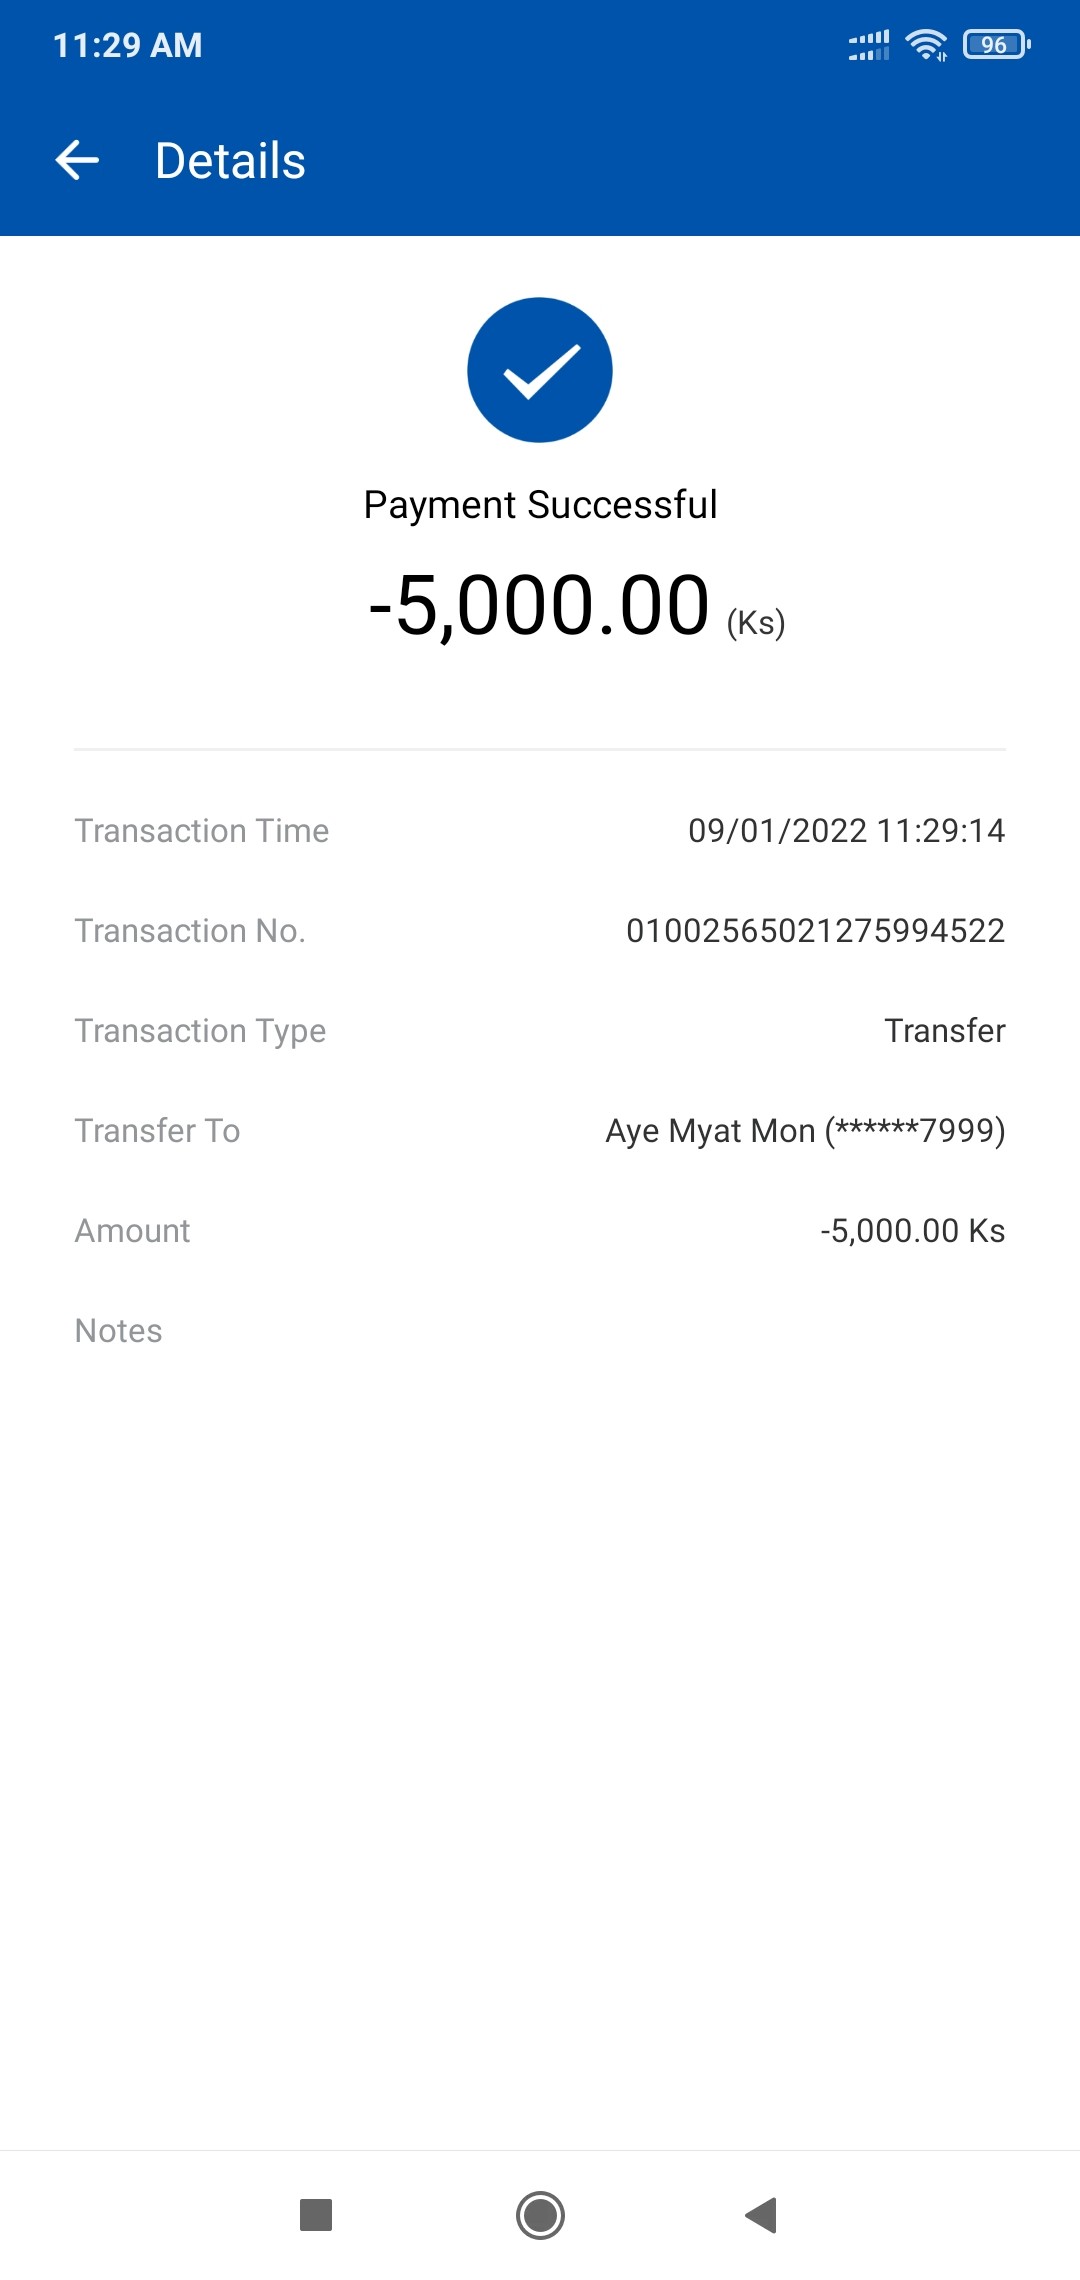 11:29 AM
96
Details
Payment Successful
-5,000.00 (Ks)
Transaction Time 09/01/2022 11:29:14
Transaction No. 01002565021275994522
Transaction Type Transfer
Transfer To Aye Myat Mon (******7999)
Amount -5,000.00 Ks
Notes